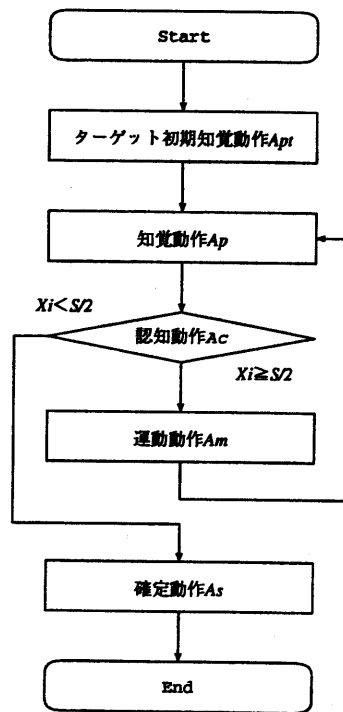 Start
ターゲット初期知覚動作Apt
知覚動作Ap
Xi<S/2
認知動作Ac
Xi≧S/2
運動動作Am
確定動作As
End